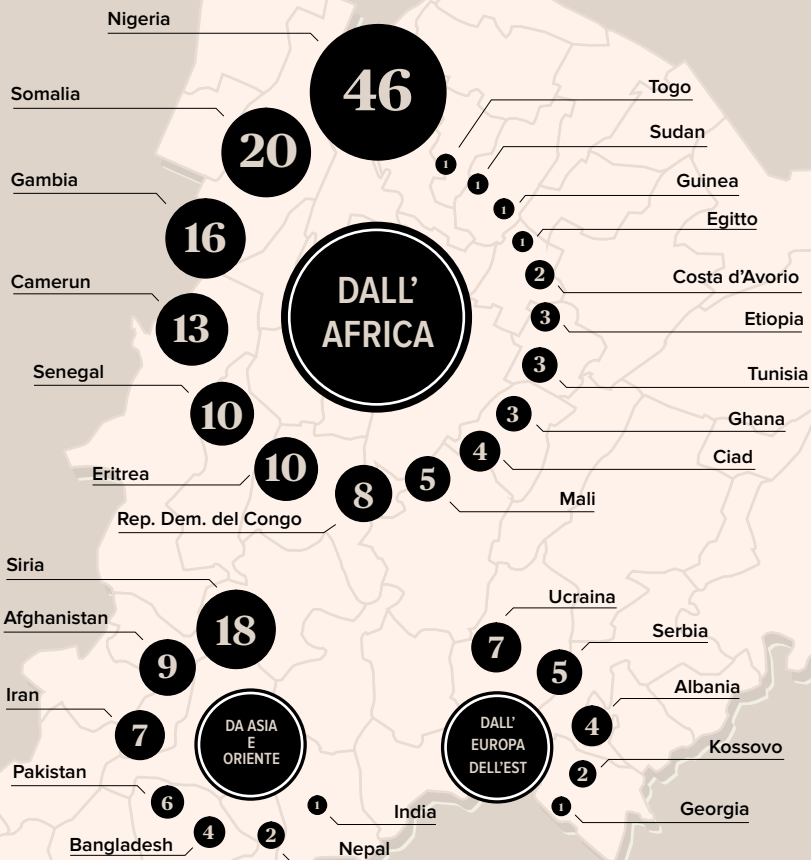 Nigeria
46
Somalia
20
Gambia
16
Camerun
13
Senegal
10
Eritrea
10
Rep. Dem. del Congo
8
Mali
5
Ciad
4
Ghana
3
Tunisia
3
Etiopia
3
Costa d'Avorio
2
Egitto
1
Guinea
1
Sudan
1
Togo
1
DALL'
AFRICA
Siria
18
Afghanistan
9
Iran
7
Pakistan
6
Bangladesh
4
Nepal
2
India
1
DA ASIA
E
ORIENTE
Ucraina
7
Serbia
5
Albania
4
Kossovo
2
Georgia
1
DALL'
EUROPA
DELL'EST